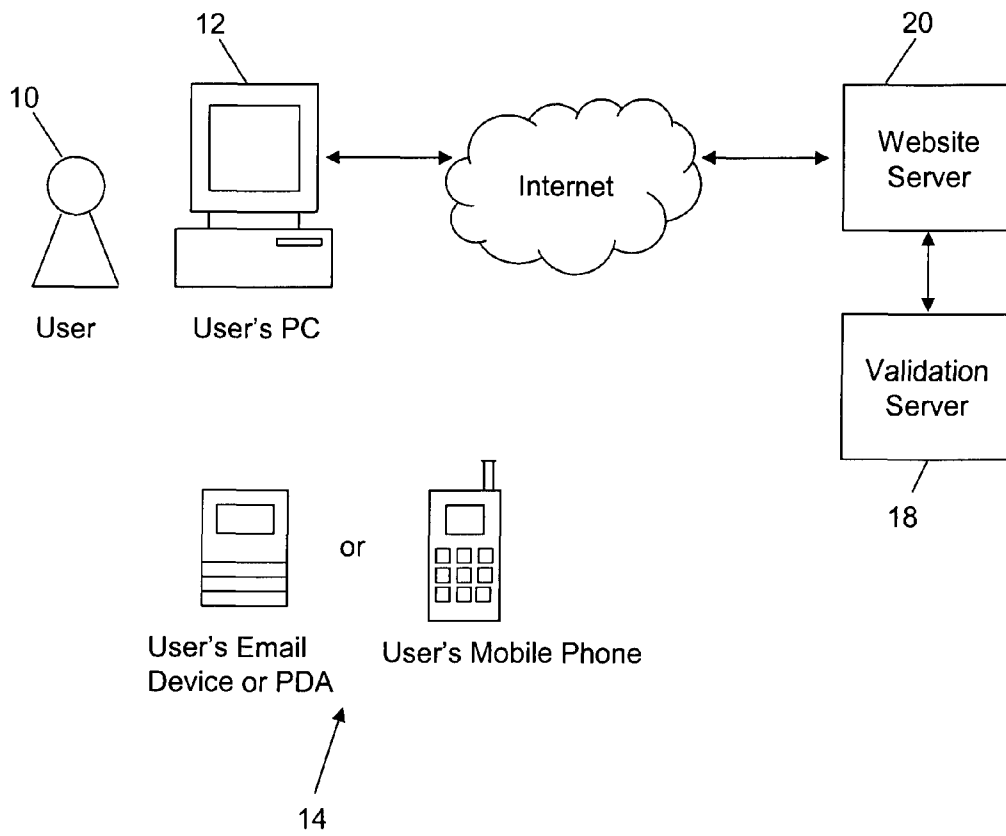 12
20
10
Website
Server
Internet
User
User's PC
Validation
Server
18
or
User's Email
Device or PDA
User's Mobile Phone
14